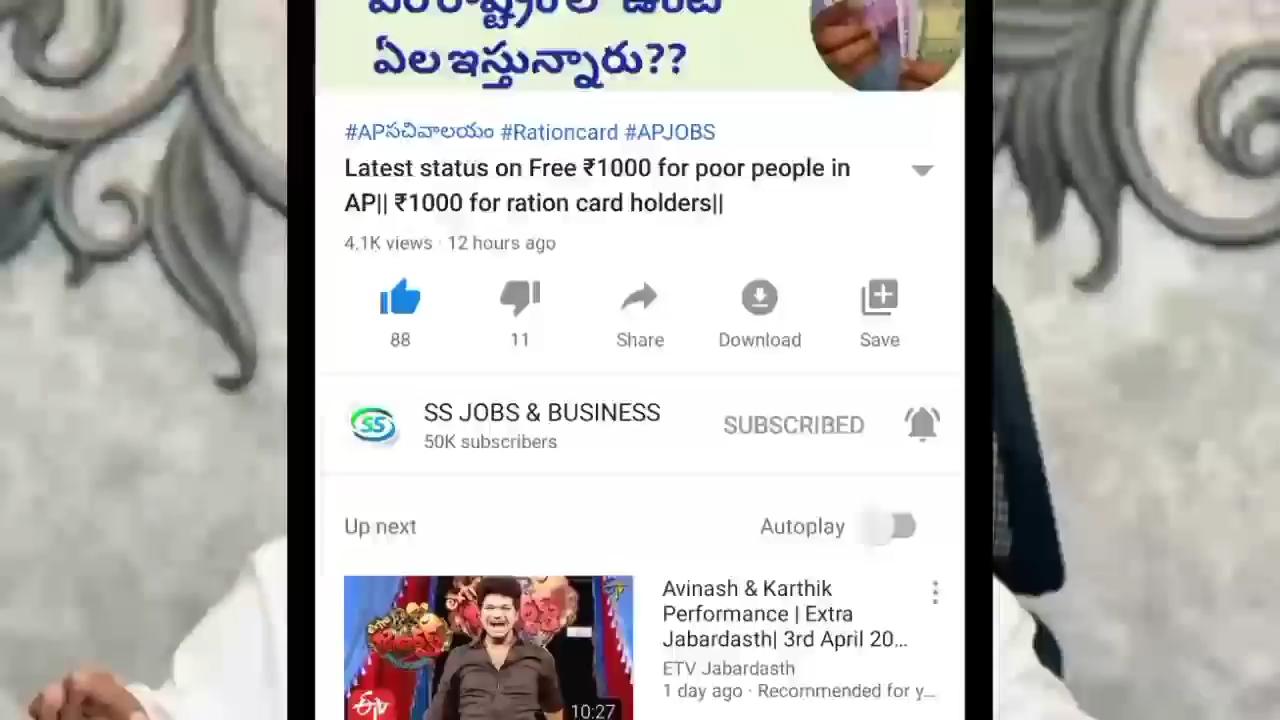 ఏల ఇస్తున్నారు??
#APసచివాలయం #Rationcard #APJOBS
Latest status on Free ₹1000 for poor people in
AP|| ₹1000 for ration card holders||
4.1K views · 12 hours ago
88
11
Share
Download
Save
SS
SS JOBS & BUSINESS
50K subscribers
SUBSCRIBED
Up next
Autoplay
Avinash & Karthik
Performance | Extra
Jabardasth| 3rd April 20...
ETV Jabardasth
1 day ago · Recommended for y...
10:27